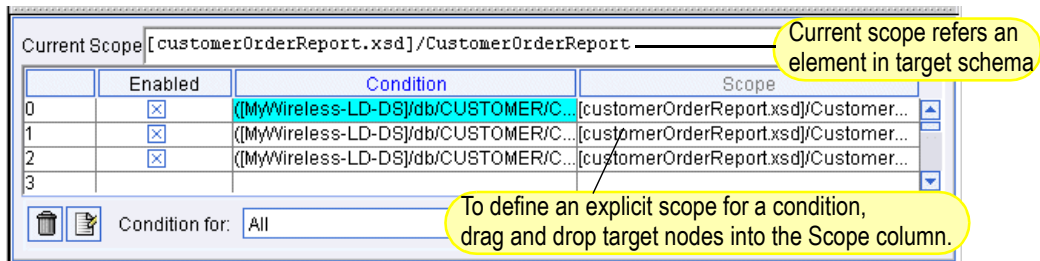 Current Scope [customerOrderReport.xsd]/CustomerOrderReport
Current scope refers an
element in target schema
Enabled Condition Scope
0 ([MyWireless-LD-DS]/db/CUSTOMER/C... [customerOrderReport.xsd]/Customer...
1 ([MyWireless-LD-DS]/db/CUSTOMER/C... [customerOrderReport.xsd]/Customer...
2 ([MyWireless-LD-DS]/db/CUSTOMER/C... [customerOrderReport.xsd]/Customer...
3
Condition for: All
To define an explicit scope for a condition,
drag and drop target nodes into the Scope column.